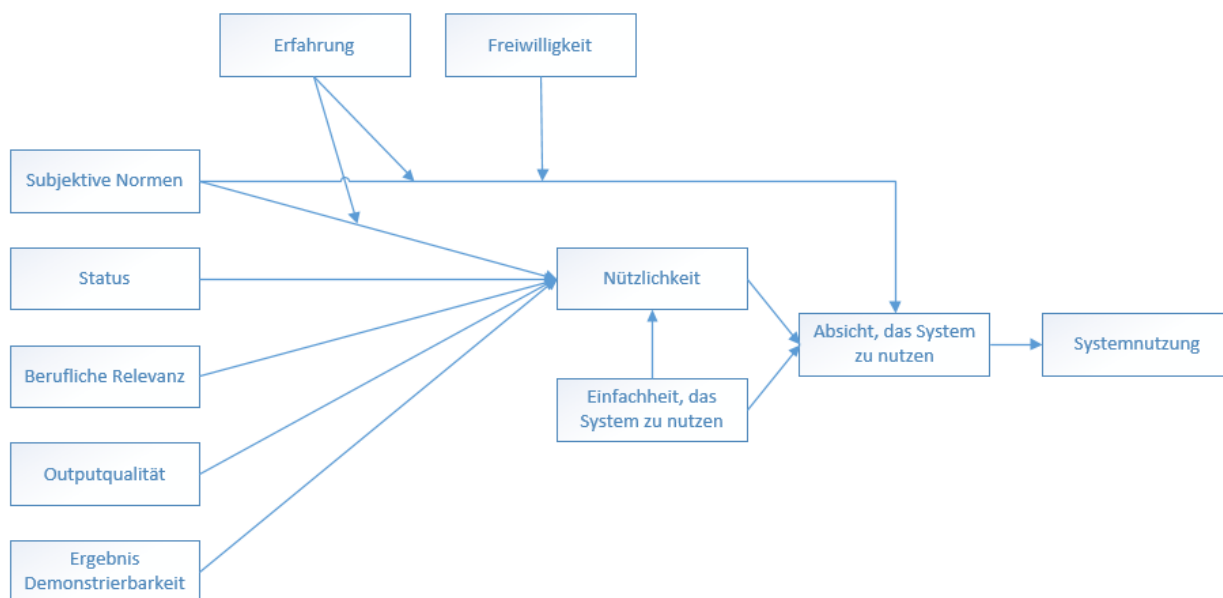 Erfahrung
Freiwilligkeit
Subjektive Normen
Status
Nützlichkeit
Absicht, das System
zu nutzen
Systemnutzung
Berufliche Relevanz
Einfachheit, das
System zu nutzen
Outputqualität
Ergebnis
Demonstrierbarkeit